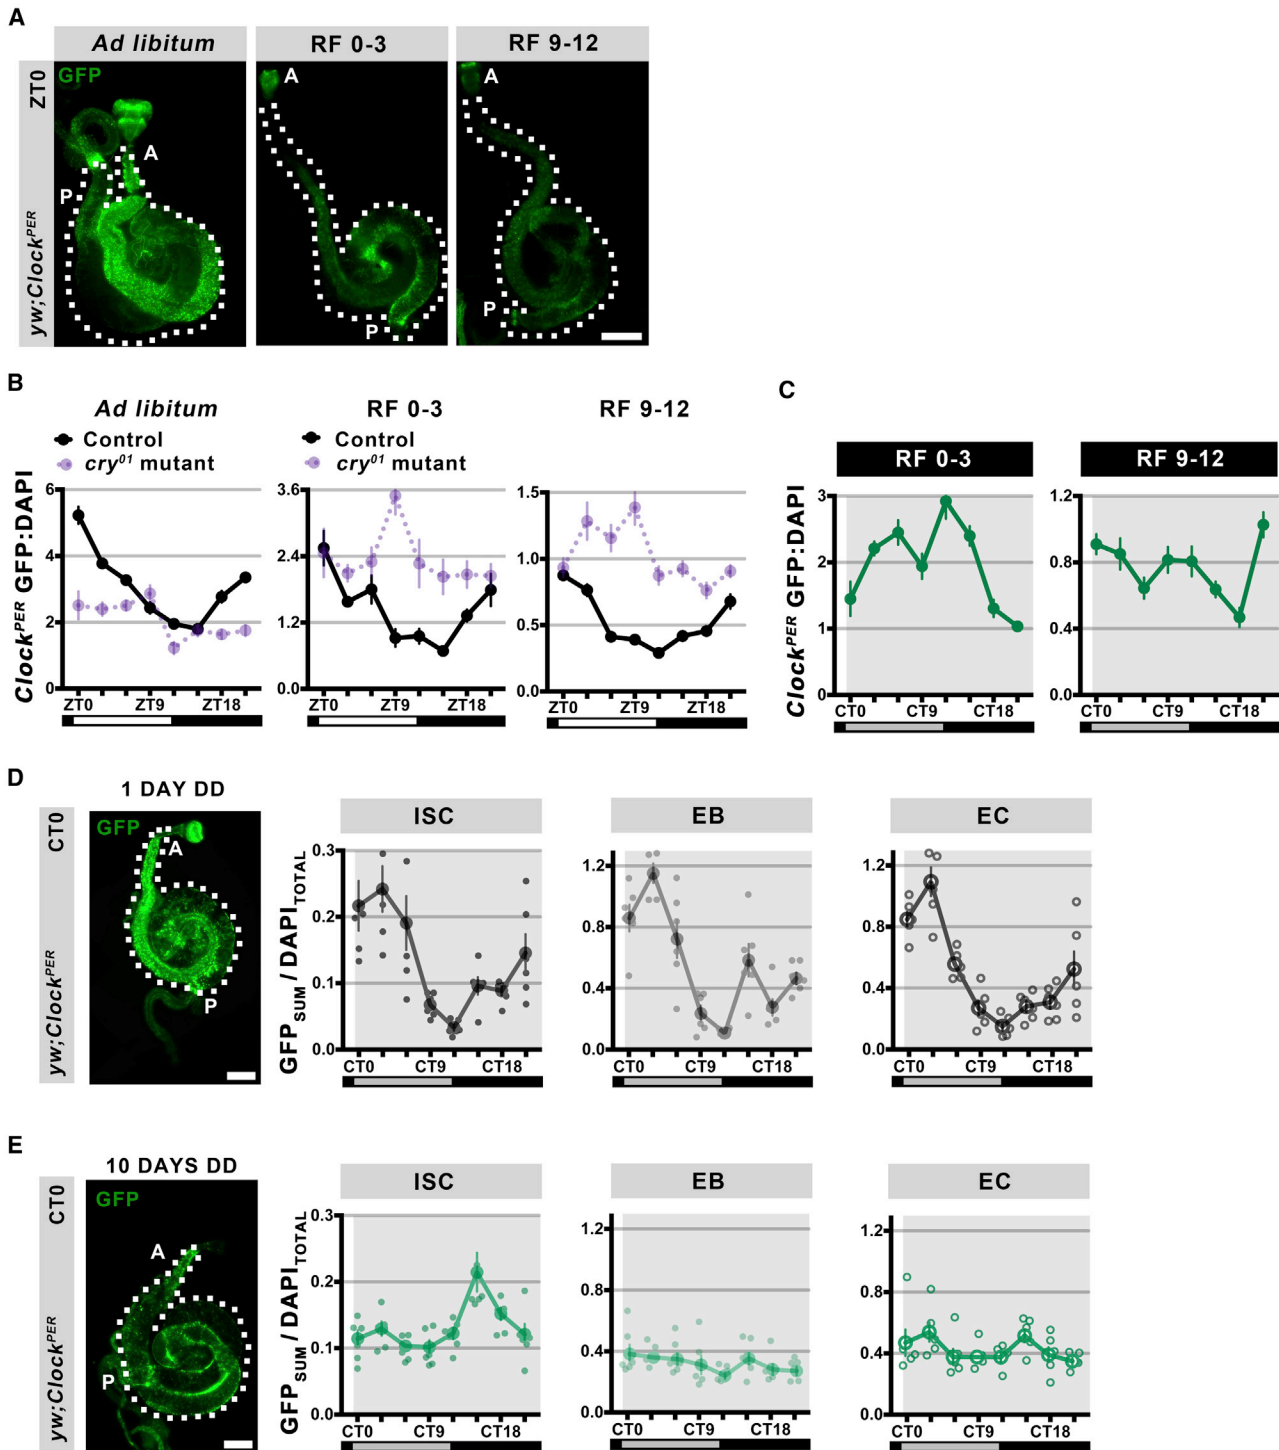 A
Ad libitum RF 0-3 RF 9-12
ZT0
yw;Clock^PER
GFP
A
P
A
P
A
P
B
Ad libitum
Control
cry^01 mutant
RF 0-3
Control
cry^01 mutant
RF 9-12
Clock^PER GFP:DAPI
6
4
2
0
ZT0 ZT9 ZT18
3.6
2.4
1.2
0.0
ZT0 ZT9 ZT18
1.5
1.0
0.5
0.0
ZT0 ZT9 ZT18
C
RF 0-3 RF 9-12
Clock^PER GFP:DAPI
3
2
1
0
CT0 CT9 CT18
1.2
0.8
0.4
0
CT0 CT9 CT18
D
1 DAY DD
CT0
yw;Clock^PER
GFP
A
P
ISC EB EC
GFP SUM / DAPI TOTAL
0.3
0.2
0.1
0.0
CT0 CT9 CT18
1.2
0.8
0.4
0.0
CT0 CT9 CT18
1.2
0.8
0.4
0.0
CT0 CT9 CT18
E
10 DAYS DD
CT0
yw;Clock^PER
GFP
A
P
ISC EB EC
GFP SUM / DAPI TOTAL
0.3
0.2
0.1
0.0
CT0 CT9 CT18
1.2
0.8
0.4
0.0
CT0 CT9 CT18
1.2
0.8
0.4
0.0
CT0 CT9 CT18